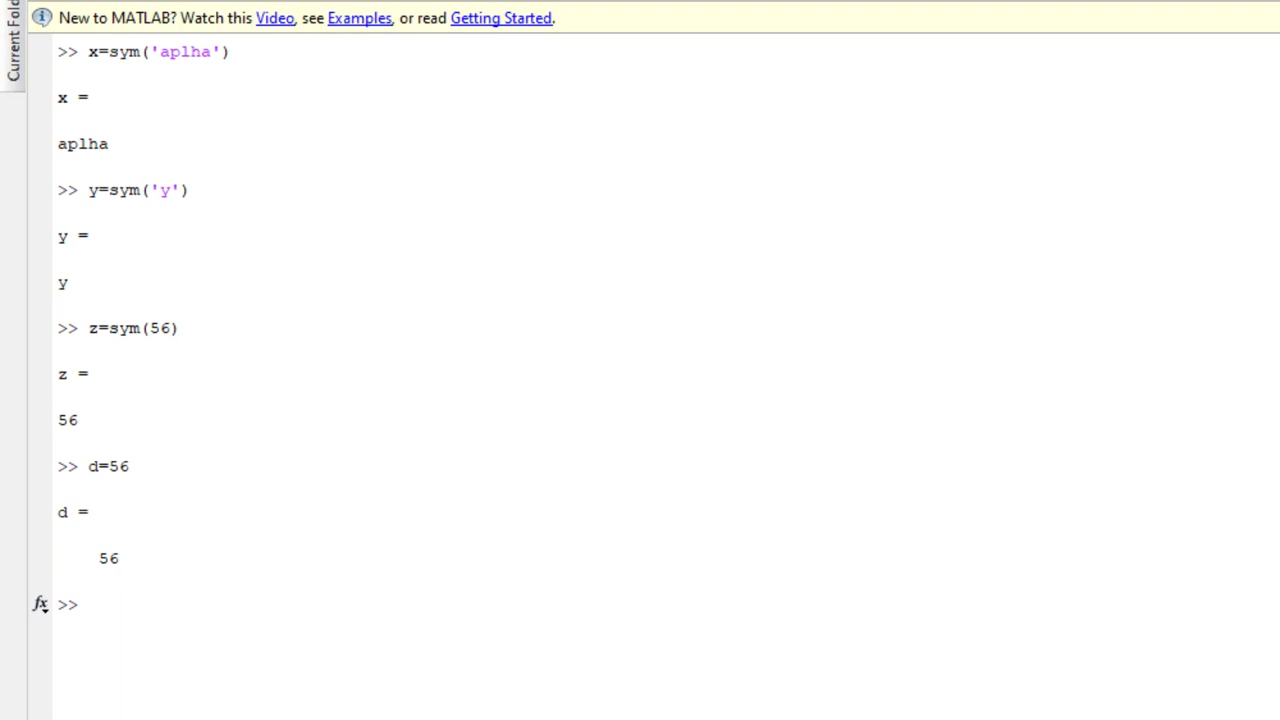 New to MATLAB? Watch this Video, see Examples, or read Getting Started.
Current Fold
>> x=sym('aplha')
x =
aplha
>> y=sym('y')
y =
y
>> z=sym(56)
z =
56
>> d=56
d =
56
fx >>